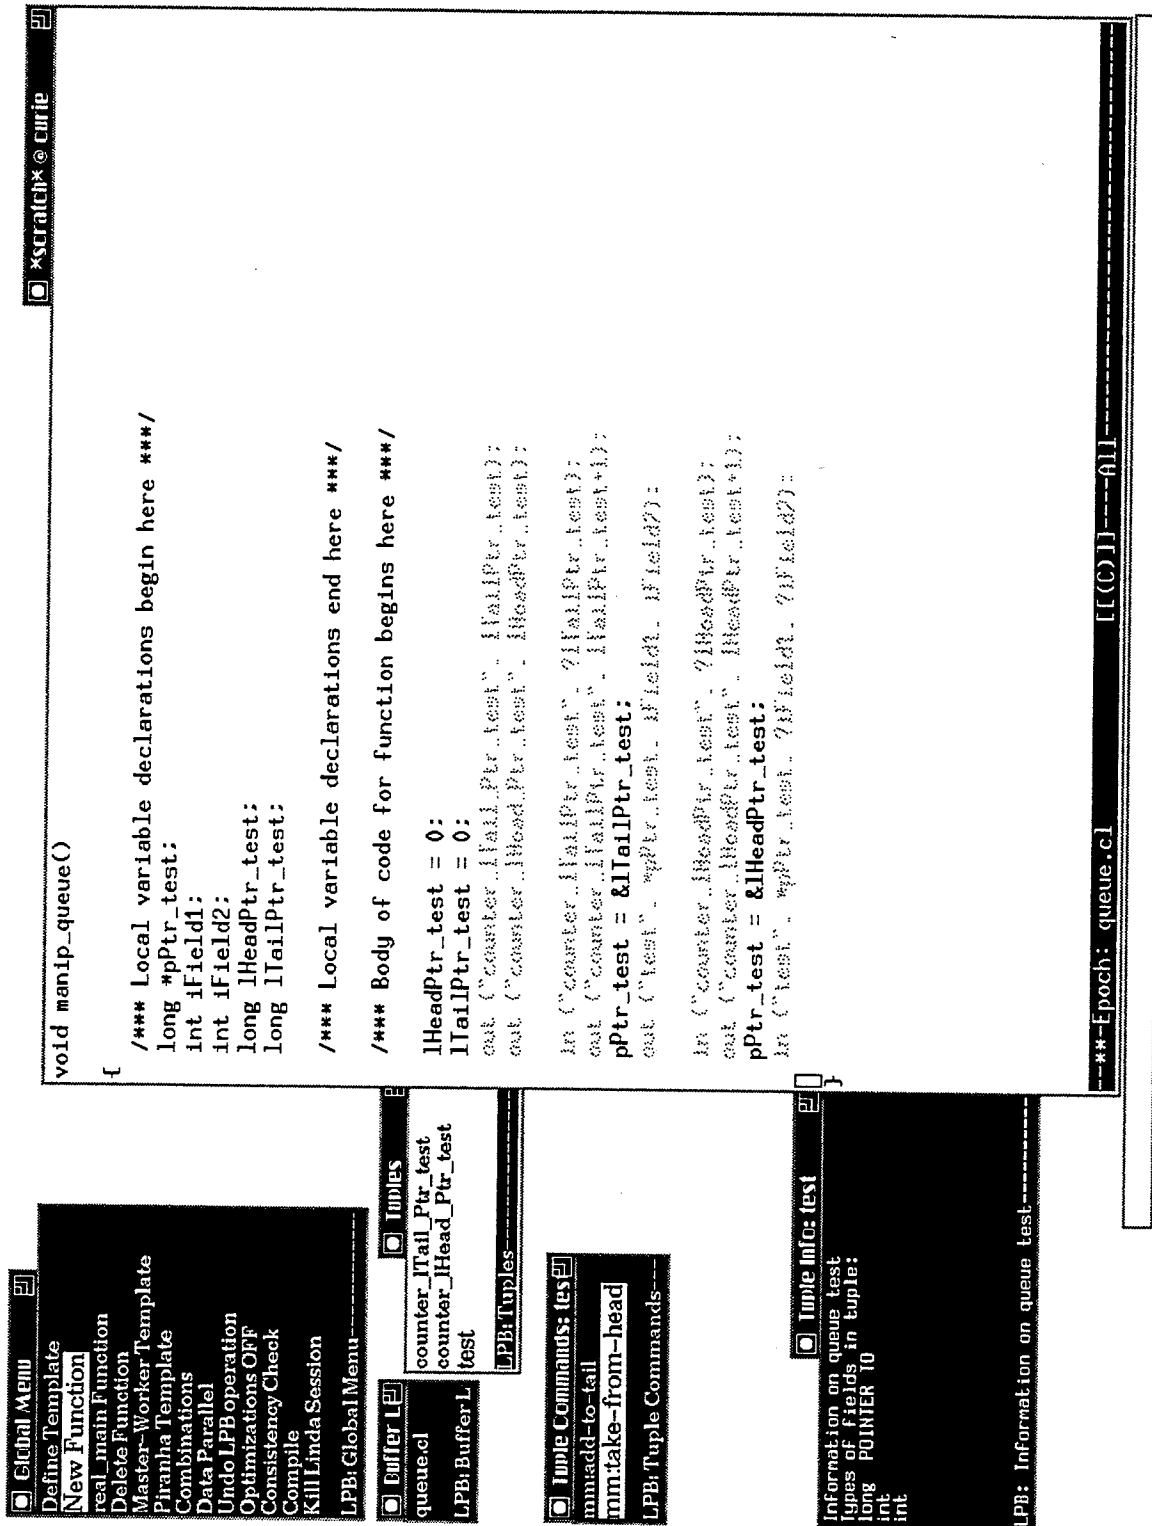 Global Menu
Define Template
New Function
real_main Function
Delete Function
Master-Worker Template
Piranha Template
Combinations
Data Parallel
Undo LPB operation
Optimizations OFF
Consistency Check
Compile
Kill Linda Session
LPB: Global Menu
Buffer L
queue.cl
LPB: Buffer L
Tuples
counter_lTail_Ptr_test
counter_lHead_Ptr_test
test
LPB: Tuples
Tuple Commands: tes
mm:add-to-tail
mm:take-from-head
LPB: Tuple Commands
Tuple Info: test
Information on queue test
Types of fields in tuple:
long POINTER TO
int
int
LPB: Information on queue test
*scratch* @ curie
void manip_queue()
{
/*** Local variable declarations begin here ***/
long *pPtr_test;
int iField1;
int iField2;
long lHeadPtr_test;
long lTailPtr_test;
/*** Local variable declarations end here ***/
/*** Body of code for function begins here ***/
lHeadPtr_test = 0;
lTailPtr_test = 0;
out ("counter_lTail_Ptr_test", lTailPtr_test);
out ("counter_lHead_Ptr_test", lHeadPtr_test);
in ("counter_lTailPtr_test", ?lTailPtr_test);
out ("counter_lTailPtr_test", lTailPtr_test+1);
pPtr_test = &lTailPtr_test;
out ("test", *pPtr_test, iField1, iField2);
in ("counter_lHeadPtr_test", ?lHeadPtr_test);
out ("counter_lHeadPtr_test", lHeadPtr_test+1);
pPtr_test = &lHeadPtr_test;
in ("test", *pPtr_test, ?iField1, ?iField2);
}
--**-Epoch: queue.cl [[(C)]]----All----